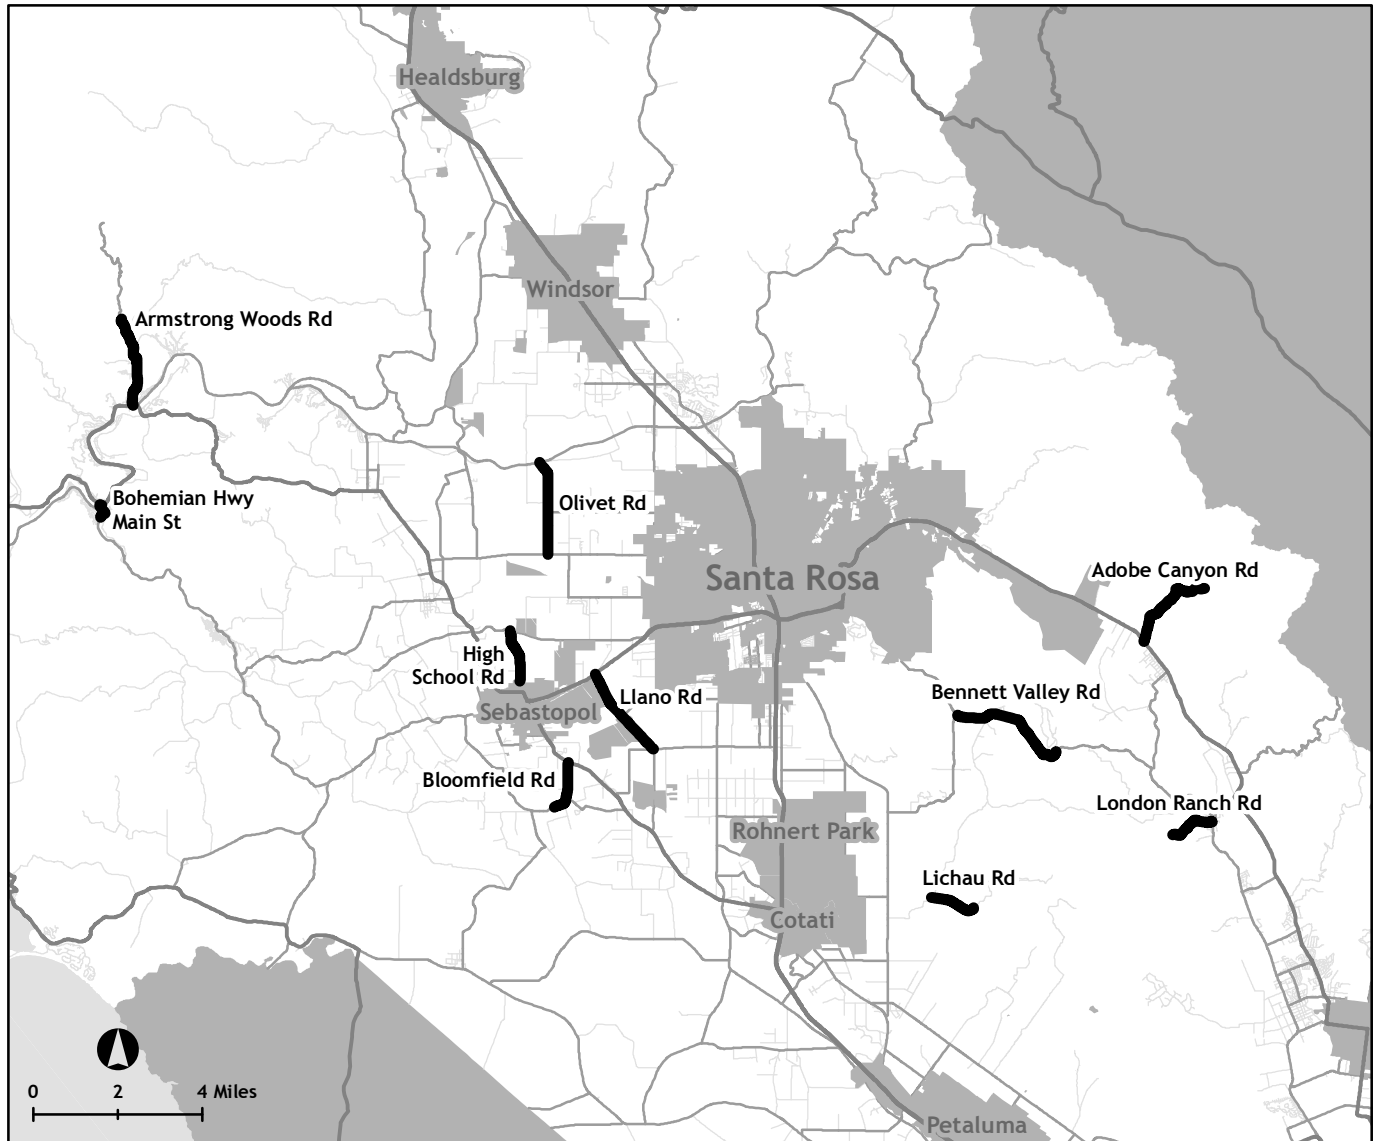 Healdsburg
Windsor
Armstrong Woods Rd
Bohemian Hwy
Main St
Olivet Rd
Santa Rosa
Adobe Canyon Rd
High
School Rd
Llano Rd
Bennett Valley Rd
Sebastopol
Bloomfield Rd
London Ranch Rd
Rohnert Park
Lichau Rd
Cotati
0 2 4 Miles
Petaluma